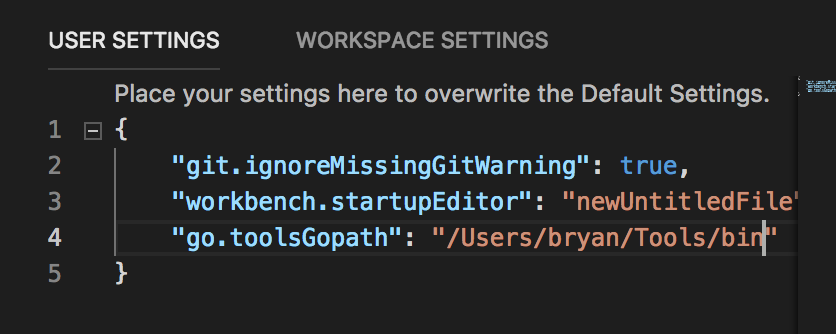 USER SETTINGS WORKSPACE SETTINGS
Place your settings here to overwrite the Default Settings.
1 {
2 "git.ignoreMissingGitWarning": true,
3 "workbench.startupEditor": "newUntitledFile"
4 "go.toolsGopath": "/Users/bryan/Tools/bin"
5 }